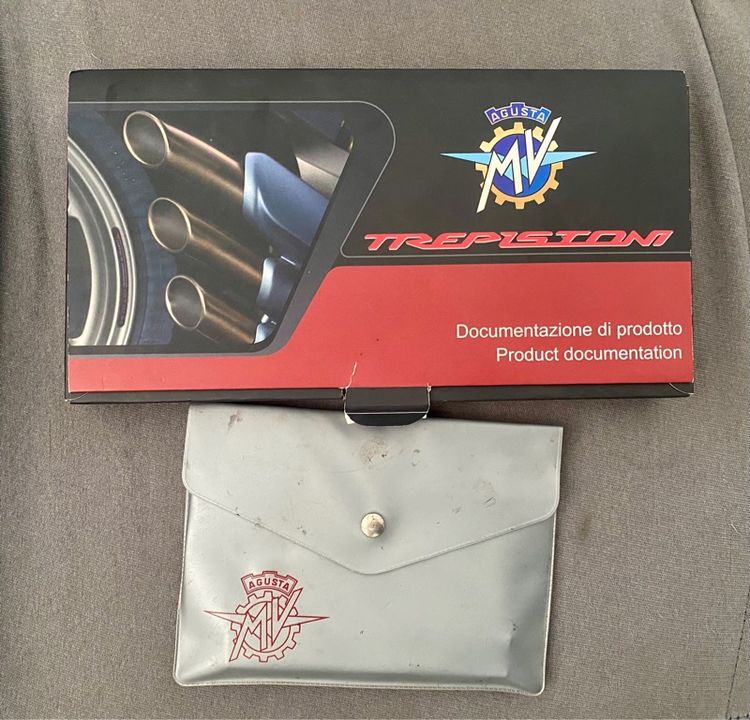 AGUSTA
MV
TREPISTONI
Documentazione di prodotto
Product documentation
AGUSTA
MV